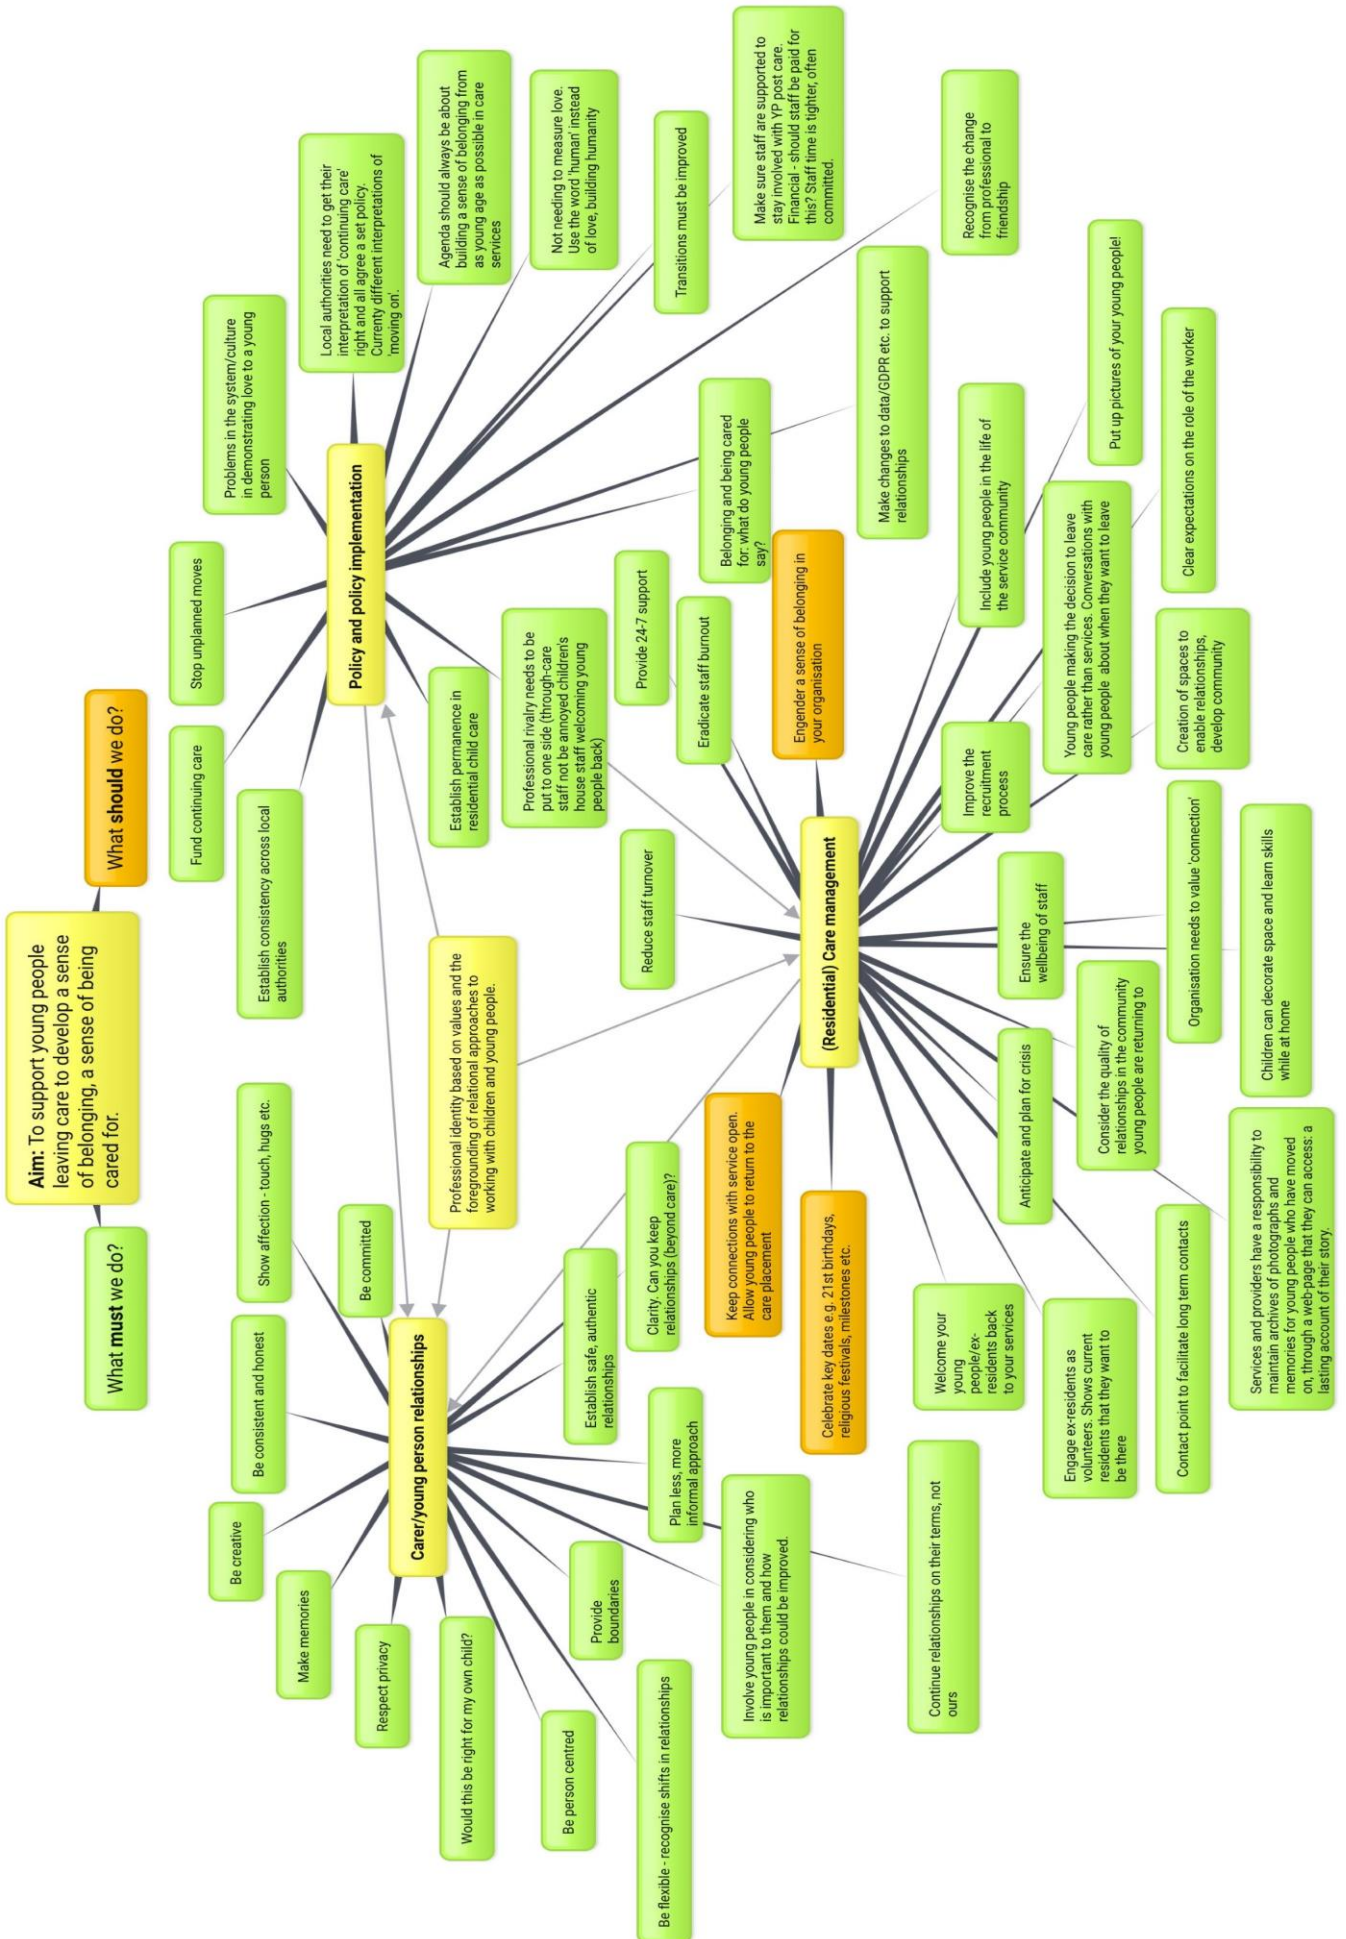 Aim: To support young people
leaving care to develop a sense
of belonging, a sense of being
cared for.
What must we do?
What should we do?
Carer/young person relationships
Be creative
Be consistent and honest
Show affection - touch, hugs etc.
Make memories
Be committed
Respect privacy
Would this be right for my own child?
Be person centred
Be flexible - recognise shifts in relationships
Provide
boundaries
Involve young people in considering who
is important to them and how
relationships could be improved.
Plan less, more
informal approach
Continue relationships on their terms, not
ours
Establish safe, authentic
relationships
Clarity. Can you keep
relationships (beyond care)?
Professional identity based on values and the
foregrounding of relational approaches to
working with children and young people.
Policy and policy implementation
Establish consistency across local
authorities
Fund continuing care
Stop unplanned moves
Problems in the system/culture
in demonstrating love to a young
person
Local authorities need to get their
interpretation of 'continuing care'
right and all agree a set policy.
Currenty different interpretations of
'moving on'.
Agenda should always be about
building a sense of belonging from
as young age as possible in care
services
Not needing to measure love.
Use the word 'human' instead
of love, building humanity
Transitions must be improved
Make sure staff are supported to
stay involved with YP post care.
Financial - should staff be paid for
this? Staff time is tighter, often
committed.
Recognise the change
from professional to
friendship
Make changes to data/GDPR etc. to support
relationships
Belonging and being cared
for: what do young people
say?
Establish permanence in
residential child care
Professional rivalry needs to be
put to one side (through-care
staff not be annoyed children's
house staff welcoming young
people back)
(Residential) Care management
Reduce staff turnover
Eradicate staff burnout
Provide 24-7 support
Engender a sense of belonging in
your organisation
Include young people in the life of
the service community
Put up pictures of your young people!
Young people making the decision to leave
care rather than services. Conversations with
young people about when they want to leave
Clear expectations on the role of the worker
Improve the
recruitment
process
Creation of spaces to
enable relationships,
develop community
Ensure the
wellbeing of staff
Organisation needs to value 'connection'
Children can decorate space and learn skills
while at home
Consider the quality of
relationships in the community
young people are returning to
Anticipate and plan for crisis
Services and providers have a responsibility to
maintain archives of photographs and
memories for young people who have moved
on, through a web-page that they can access: a
lasting account of their story.
Contact point to facilitate long term contacts
Engage ex-residents as
volunteers. Shows current
residents that they want to
be there
Welcome your
young
people/ex-
residents back
to your services
Celebrate key dates e.g. 21st birthdays,
religious festivals, milestones etc.
Keep connections with service open.
Allow young people to return to the
care placement